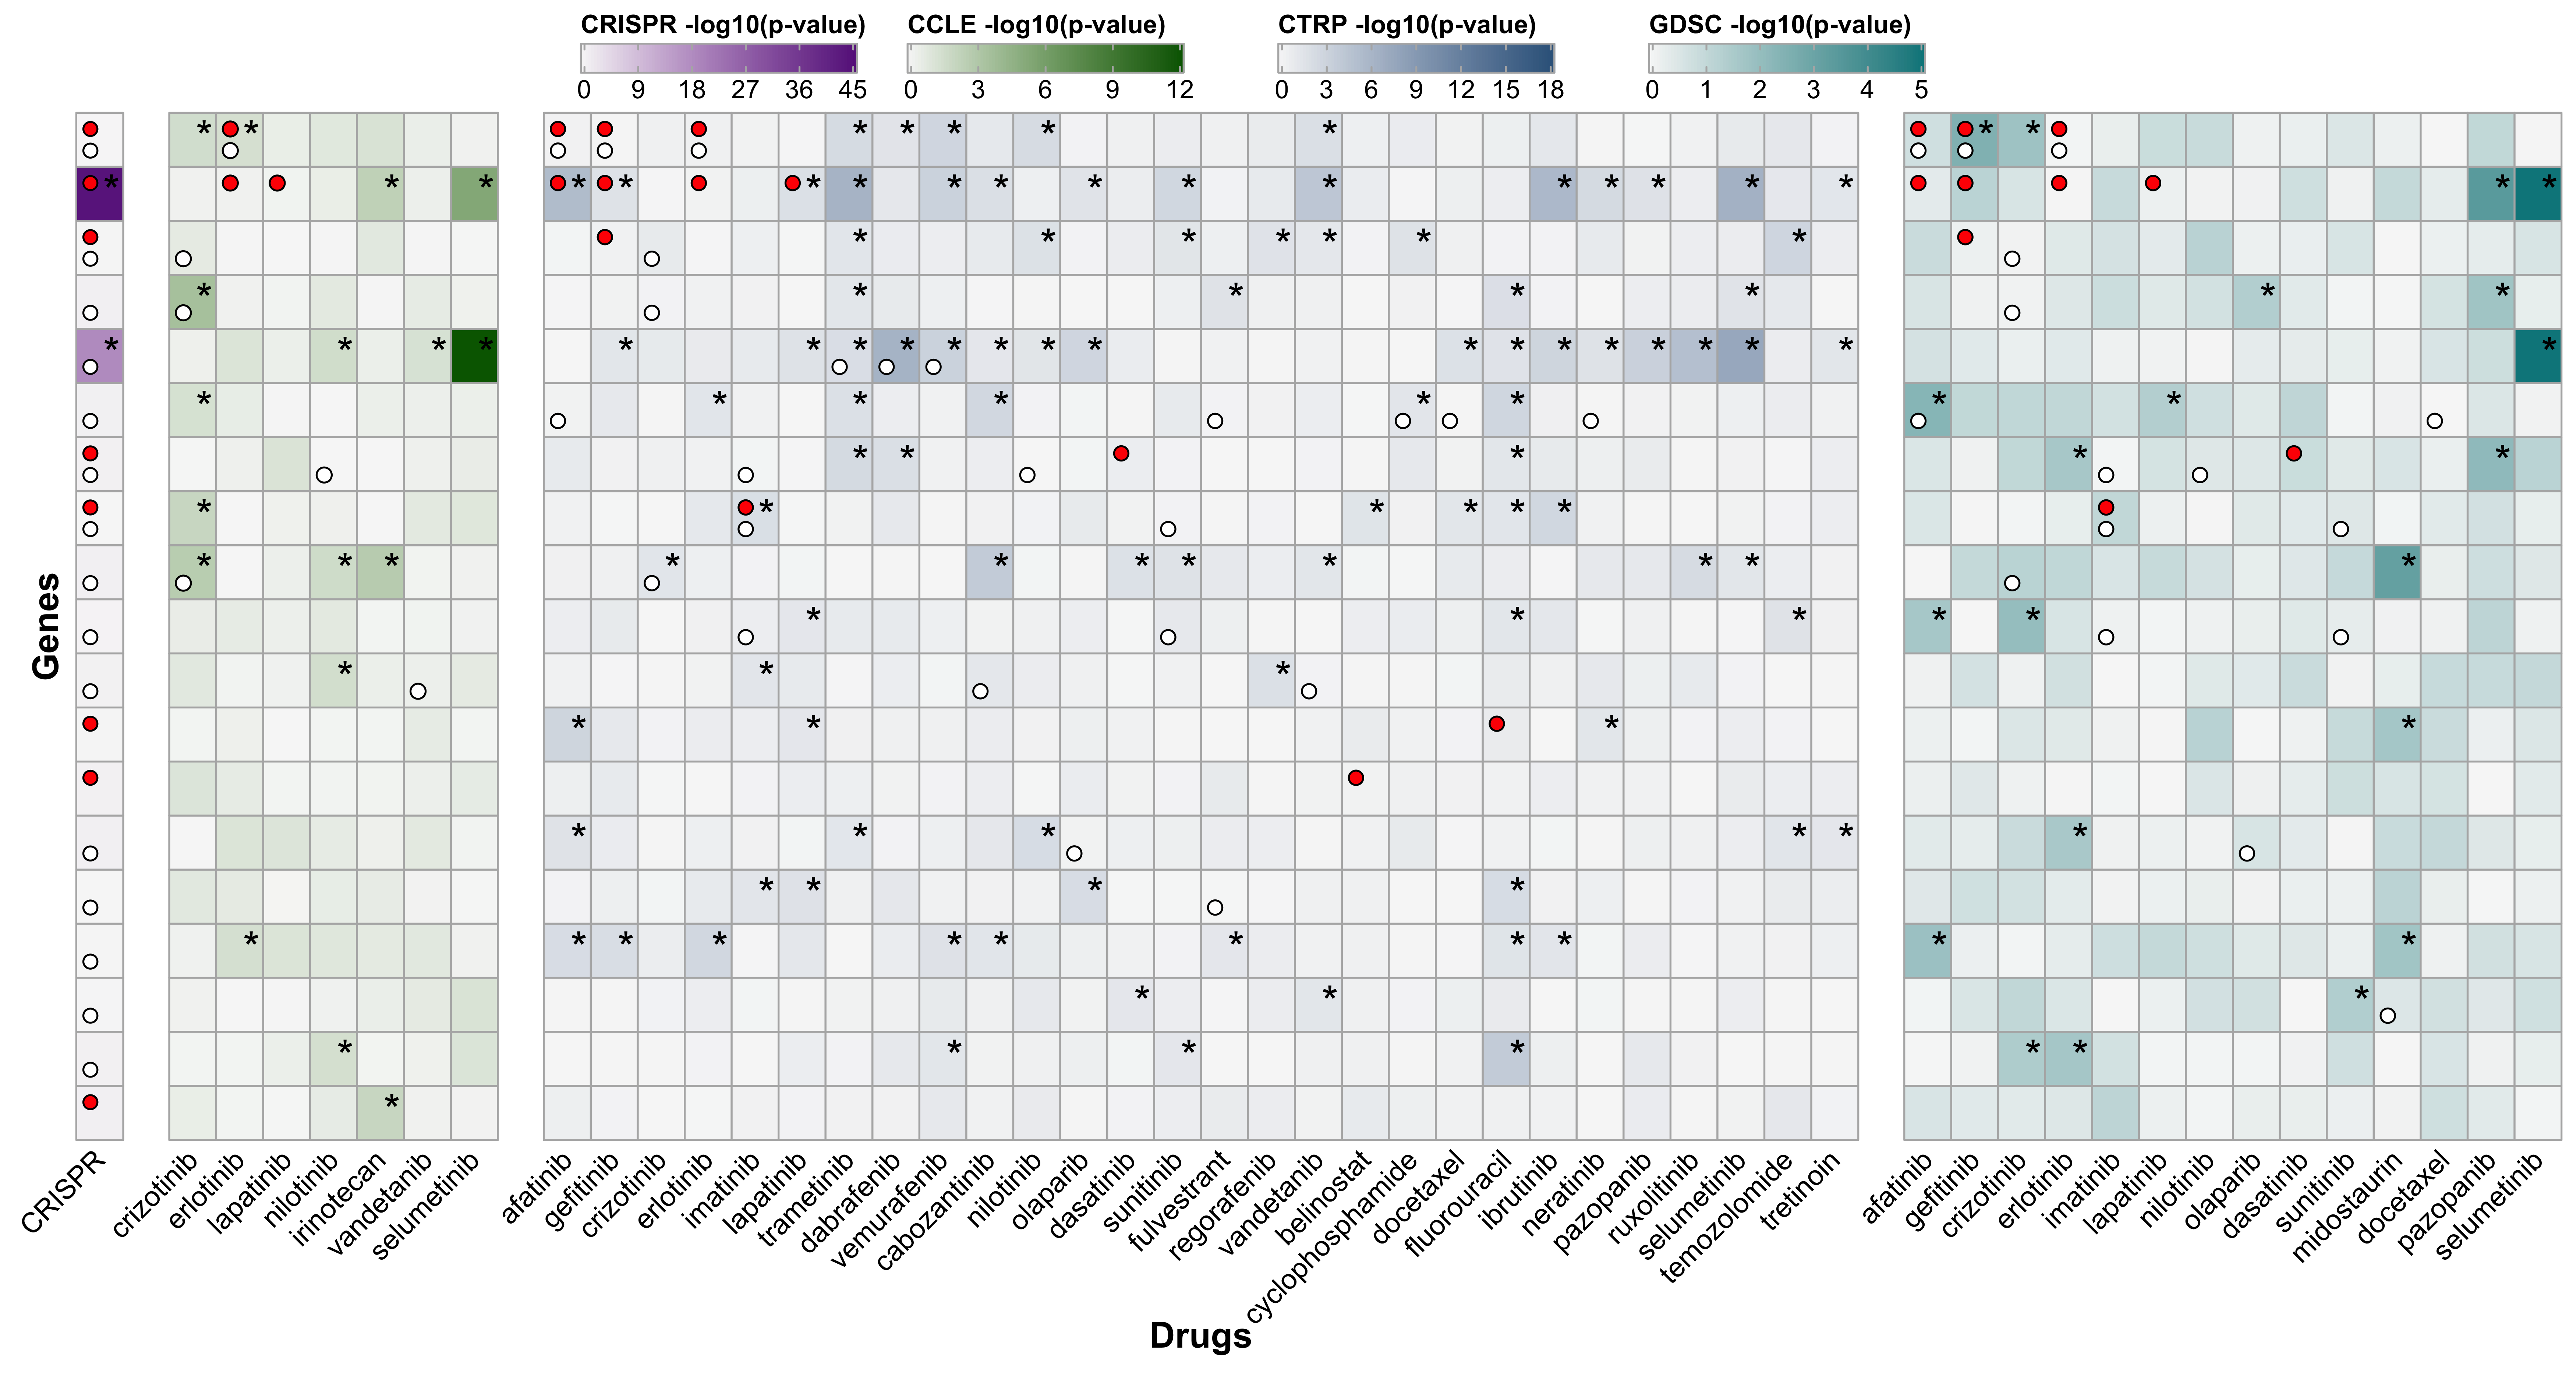 CRISPR -log10(p-value) CCLE -log10(p-value) CTRP -log10(p-value) GDSC -log10(p-value)
0 9 18 27 36 45 0 3 6 9 12 0 3 6 9 12 15 18 0 1 2 3 4 5
Genes
CRISPR
crizotinib
erlotinib
lapatinib
nilotinib
irinotecan
vandetanib
selumetinib
afatinib
gefitinib
crizotinib
erlotinib
imatinib
lapatinib
trametinib
dabrafenib
vemurafenib
cabozantinib
nilotinib
olaparib
dasatinib
sunitinib
fulvestrant
regorafenib
vandetanib
belinostat
cyclophosphamide
docetaxel
fluorouracil
ibrutinib
neratinib
pazopanib
ruxolitinib
selumetinib
temozolomide
tretinoin
afatinib
gefitinib
crizotinib
erlotinib
imatinib
lapatinib
nilotinib
olaparib
dasatinib
sunitinib
midostaurin
docetaxel
pazopanib
selumetinib
Drugs